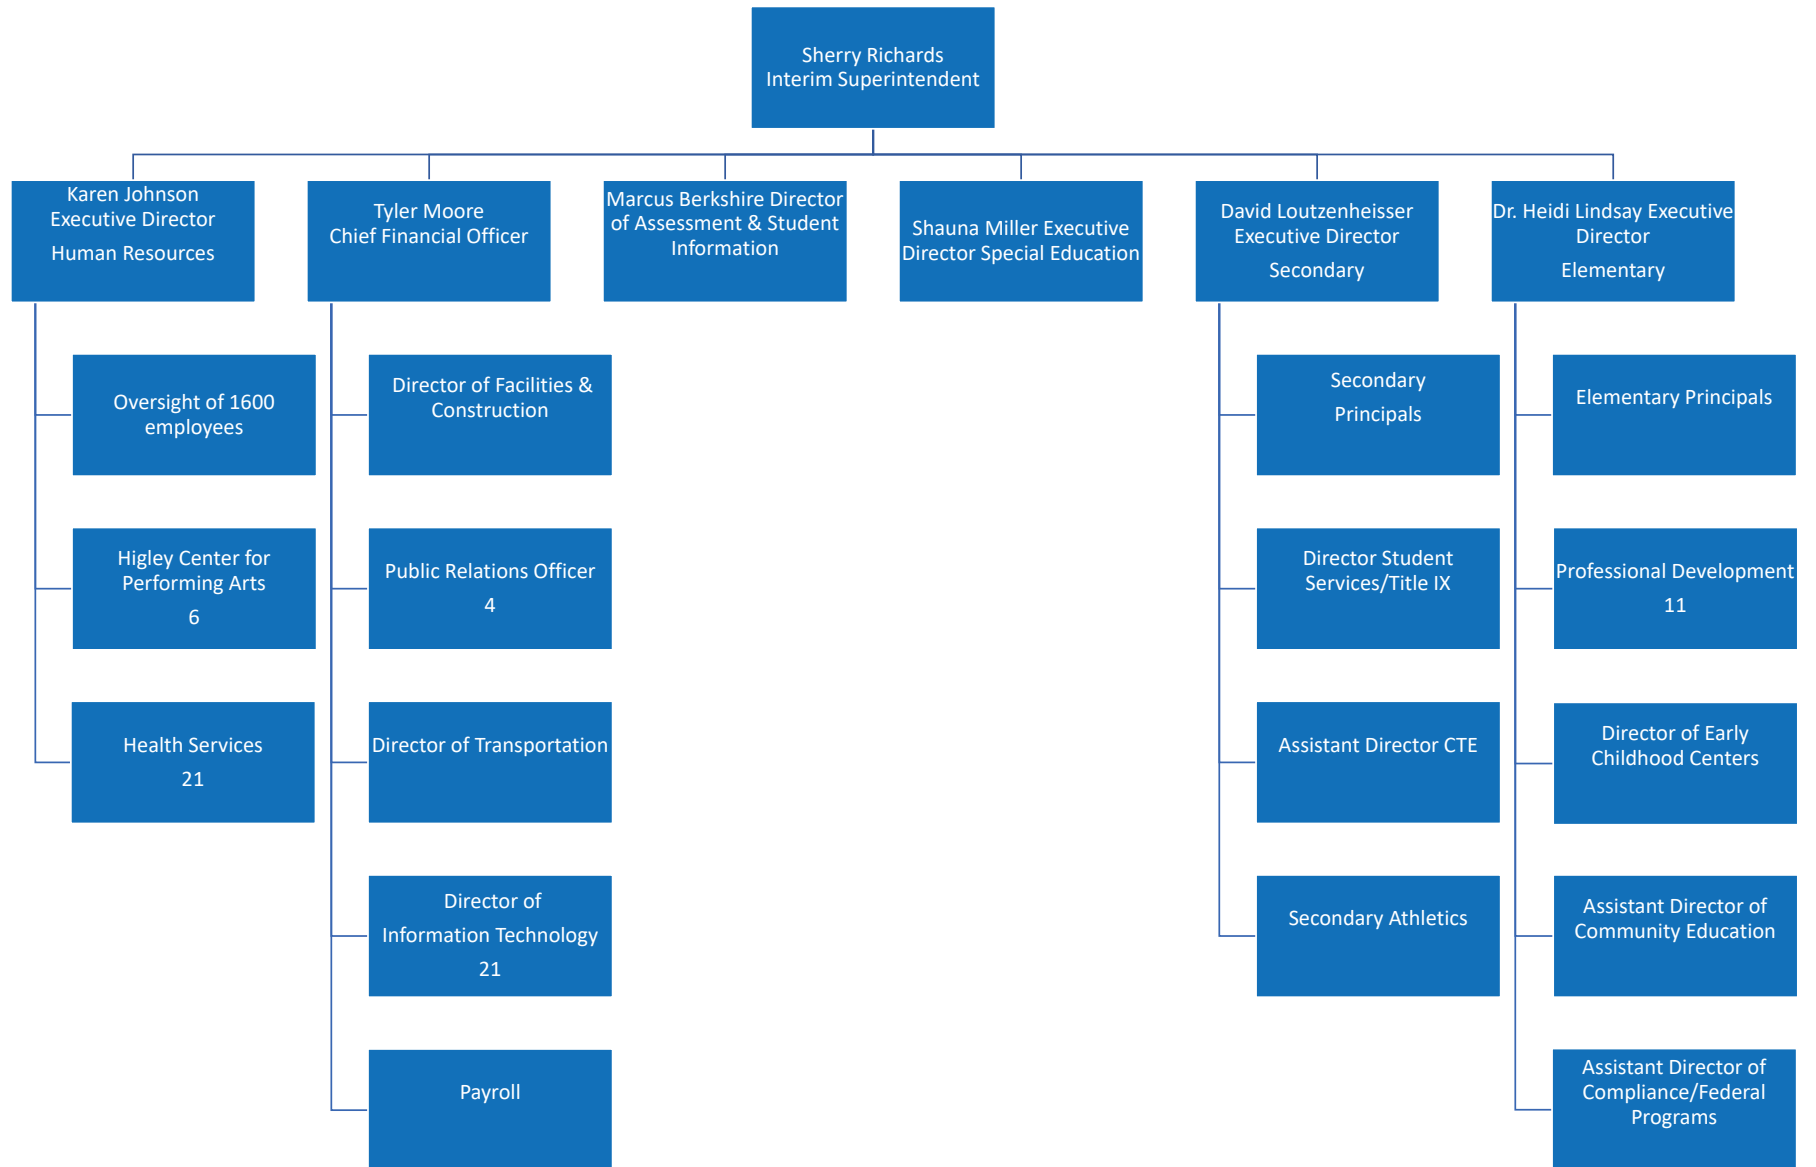 Sherry Richards
Interim Superintendent
Karen Johnson
Executive Director
Human Resources
Tyler Moore
Chief Financial Officer
Marcus Berkshire Director
of Assessment & Student
Information
Shauna Miller Executive
Director Special Education
David Loutzenheisser
Executive Director
Secondary
Dr. Heidi Lindsay Executive
Director
Elementary
Oversight of 1600
employees
Higley Center for
Performing Arts
6
Health Services
21
Director of Facilities &
Construction
Public Relations Officer
4
Director of Transportation
Director of
Information Technology
21
Payroll
Secondary
Principals
Director Student
Services/Title IX
Assistant Director CTE
Secondary Athletics
Elementary Principals
Professional Development
11
Director of Early
Childhood Centers
Assistant Director of
Community Education
Assistant Director of
Compliance/Federal
Programs